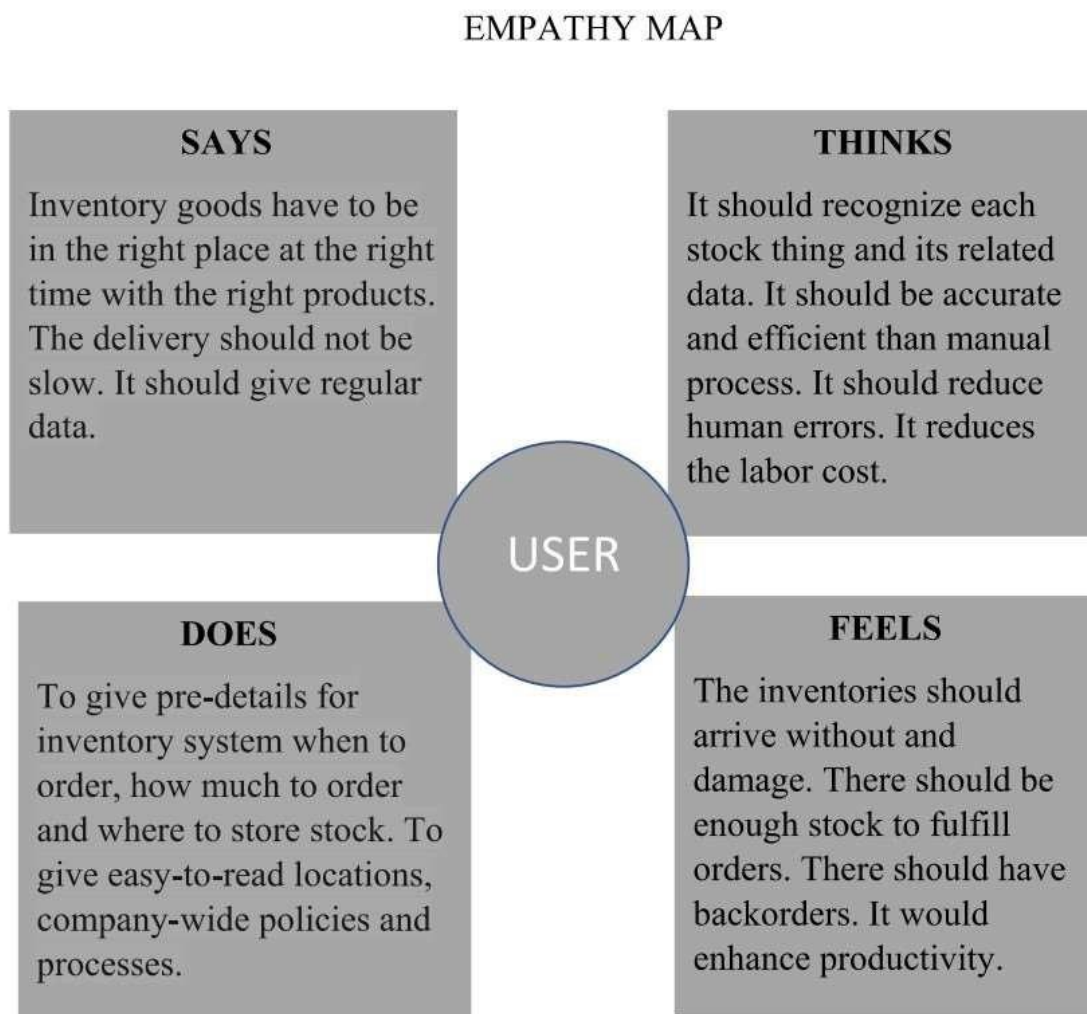 EMPATHY MAP
SAYS
Inventory goods have to be
in the right place at the right
time with the right products.
The delivery should not be
slow. It should give regular
data.
THINKS
It should recognize each
stock thing and its related
data. It should be accurate
and efficient than manual
process. It should reduce
human errors. It reduces
the labor cost.
USER
DOES
To give pre-details for
inventory system when to
order, how much to order
and where to store stock. To
give easy-to-read locations,
company-wide policies and
processes.
FEELS
The inventories should
arrive without and
damage. There should be
enough stock to fulfill
orders. There should have
backorders. It would
enhance productivity.